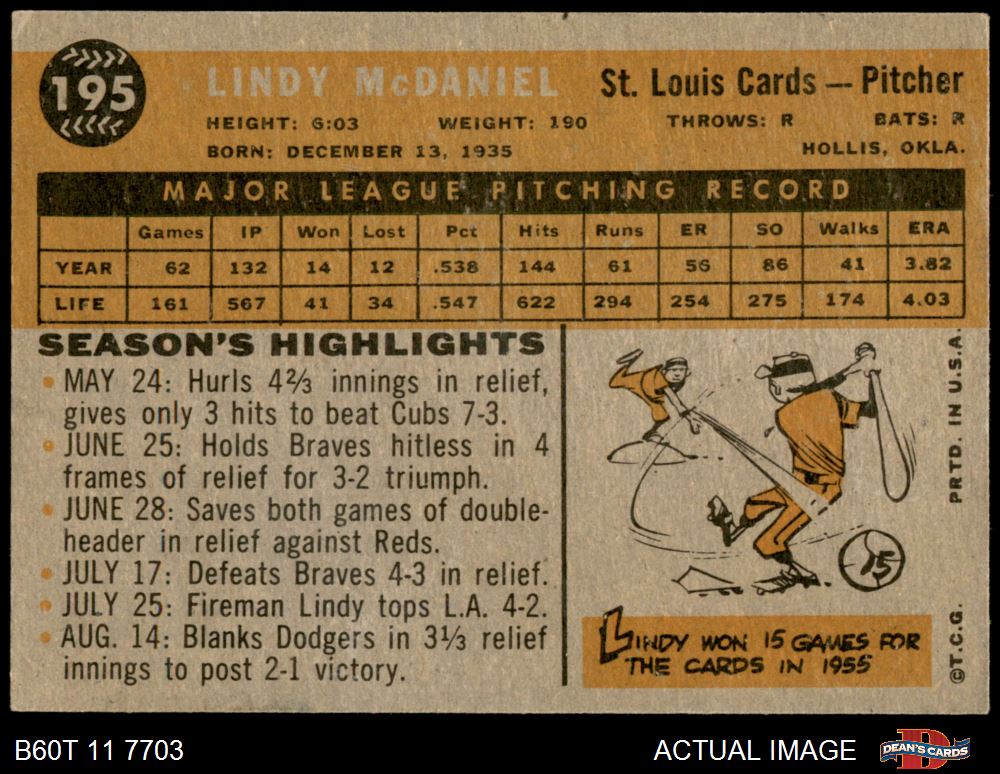 195
LINDY McDANIEL
St. Louis Cards — Pitcher
HEIGHT: 6:03 WEIGHT: 190 THROWS: R BATS: R
BORN: DECEMBER 13, 1935 HOLLIS, OKLA.
MAJOR LEAGUE PITCHING RECORD
Games IP Won Lost Pct Hits Runs ER SO Walks ERA
YEAR 62 132 14 12 .538 144 61 56 86 41 3.82
LIFE 161 567 41 34 .547 622 294 254 275 174 4.03
SEASON'S HIGHLIGHTS
• MAY 24: Hurls 4⅔ innings in relief,
gives only 3 hits to beat Cubs 7-3.
• JUNE 25: Holds Braves hitless in 4
frames of relief for 3-2 triumph.
• JUNE 28: Saves both games of double-
header in relief against Reds.
• JULY 17: Defeats Braves 4-3 in relief.
• JULY 25: Fireman Lindy tops L.A. 4-2.
• AUG. 14: Blanks Dodgers in 3⅓ relief
innings to post 2-1 victory.
15
LINDY WON 15 GAMES FOR
THE CARDS IN 1955
©T.C.G. PRTD. IN U.S.A.
B60T 11 7703
ACTUAL IMAGE
DEAN'S CARDS